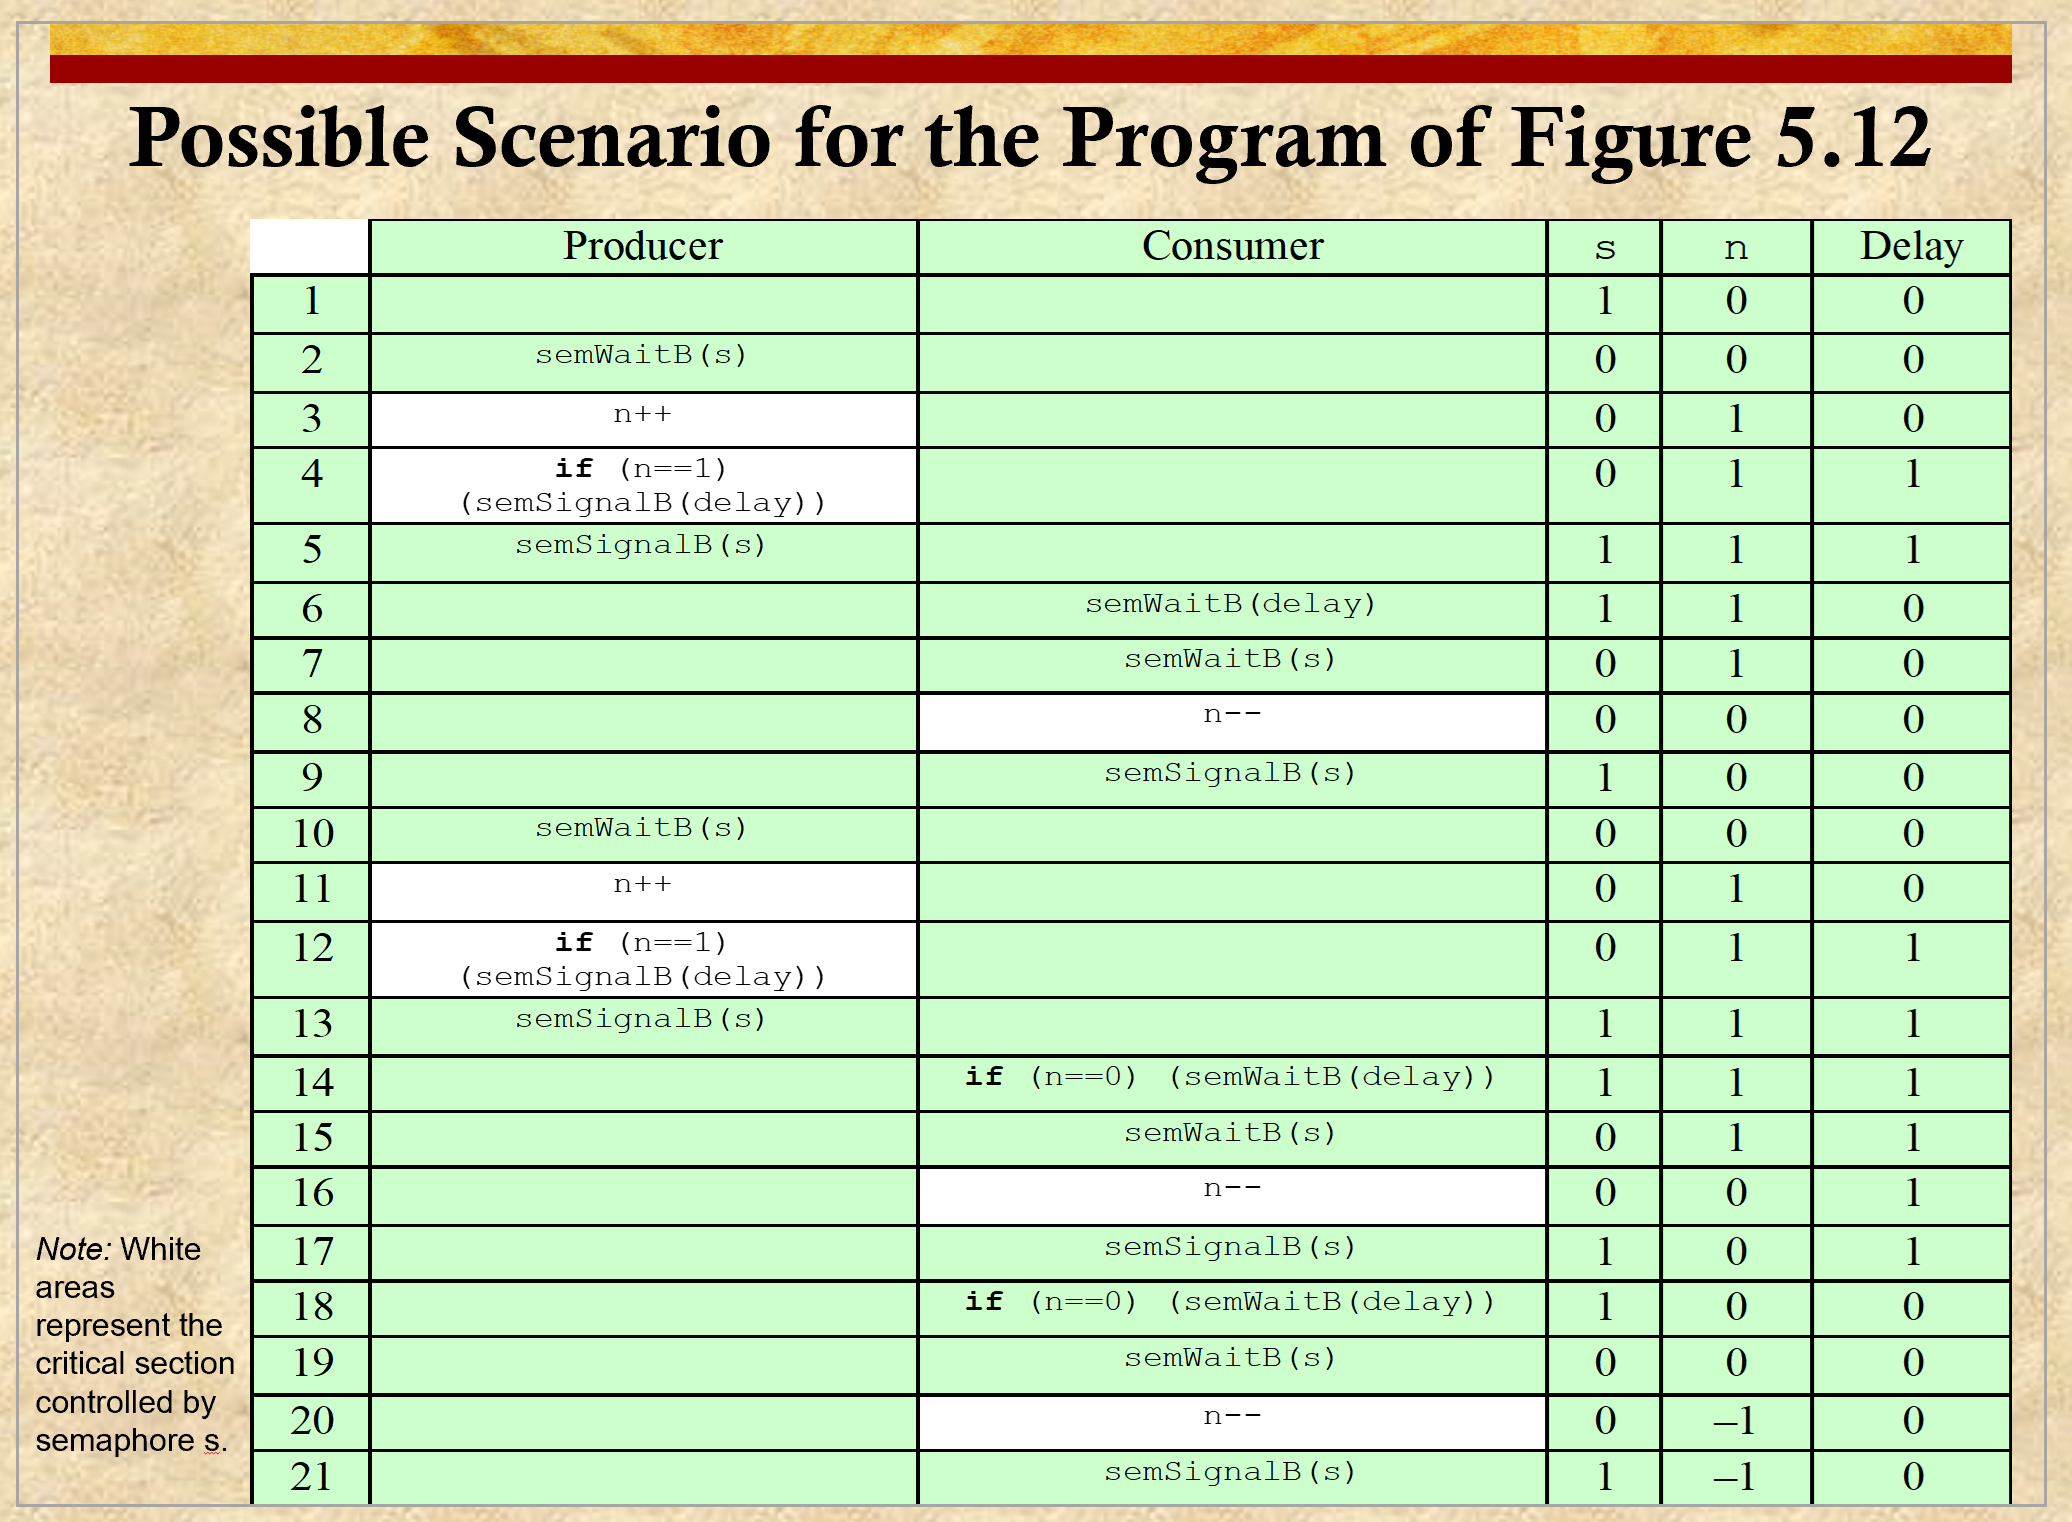 Possible Scenario for the Program of Figure 5.12
Producer Consumer s n Delay
1 1 0 0
2 semWaitB(s) 0 0 0
3 n++ 0 1 0
4 if (n==1) 0 1 1
(semSignalB(delay))
5 semSignalB(s) 1 1 1
6 semWaitB(delay) 1 1 0
7 semWaitB(s) 0 1 0
8 n-- 0 0 0
9 semSignalB(s) 1 0 0
10 semWaitB(s) 0 0 0
11 n++ 0 1 0
12 if (n==1) 0 1 1
(semSignalB(delay))
13 semSignalB(s) 1 1 1
14 if (n==0) (semWaitB(delay)) 1 1 1
15 semWaitB(s) 0 1 1
16 n-- 0 0 1
17 semSignalB(s) 1 0 1
18 if (n==0) (semWaitB(delay)) 1 0 0
19 semWaitB(s) 0 0 0
20 n-- 0 –1 0
21 semSignalB(s) 1 –1 0
Note: White
areas
represent the
critical section
controlled by
semaphore s.